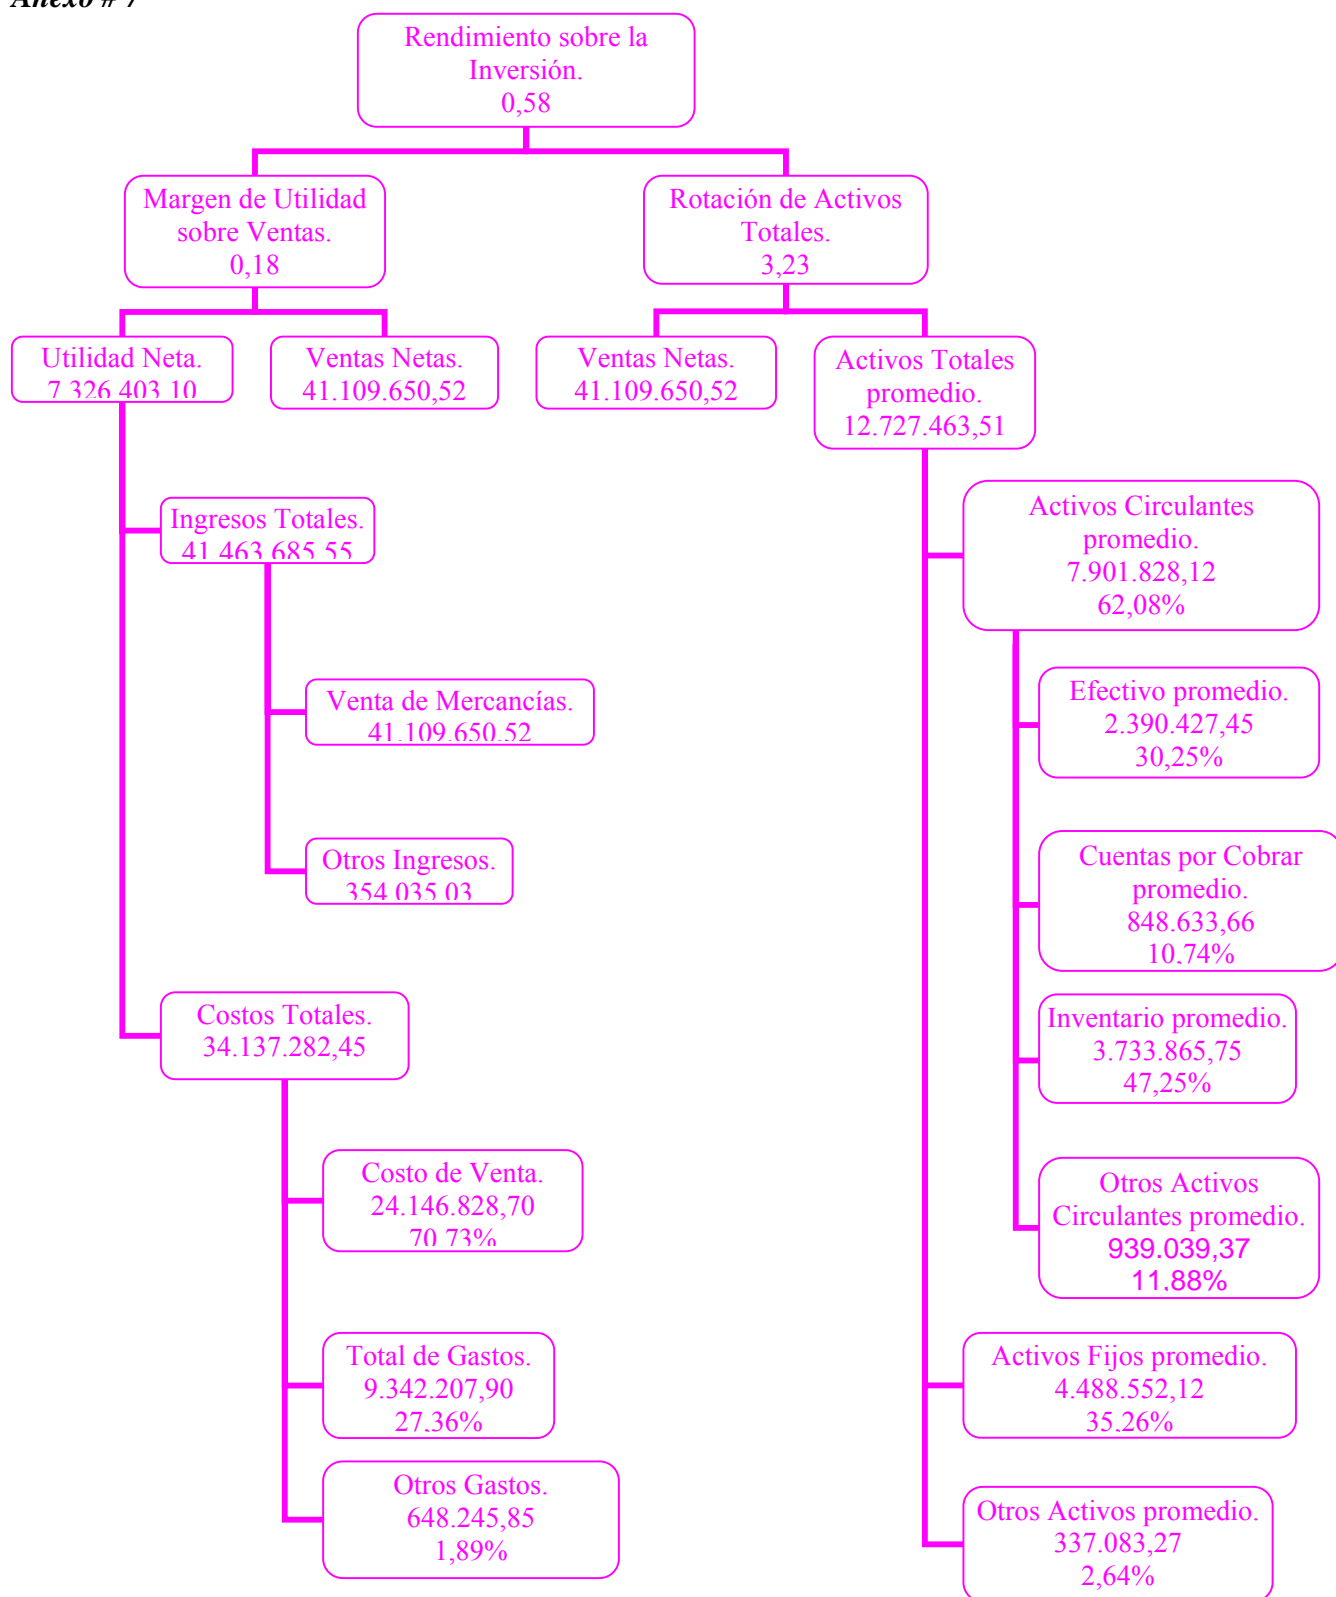 Anexo # 7
Rendimiento sobre la
Inversión.
0,58
Margen de Utilidad
sobre Ventas.
0,18
Rotación de Activos
Totales.
3,23
Utilidad Neta.
7.326.403,10
Ventas Netas.
41.109.650,52
Ventas Netas.
41.109.650,52
Activos Totales
promedio.
12.727.463,51
Ingresos Totales.
41.463.685,55
Venta de Mercancías.
41.109.650,52
Otros Ingresos.
354.035,03
Costos Totales.
34.137.282,45
Costo de Venta.
24.146.828,70
70,73%
Total de Gastos.
9.342.207,90
27,36%
Otros Gastos.
648.245,85
1,89%
Activos Circulantes
promedio.
7.901.828,12
62,08%
Efectivo promedio.
2.390.427,45
30,25%
Cuentas por Cobrar
promedio.
848.633,66
10,74%
Inventario promedio.
3.733.865,75
47,25%
Otros Activos
Circulantes promedio.
939.039,37
11,88%
Activos Fijos promedio.
4.488.552,12
35,26%
Otros Activos promedio.
337.083,27
2,64%